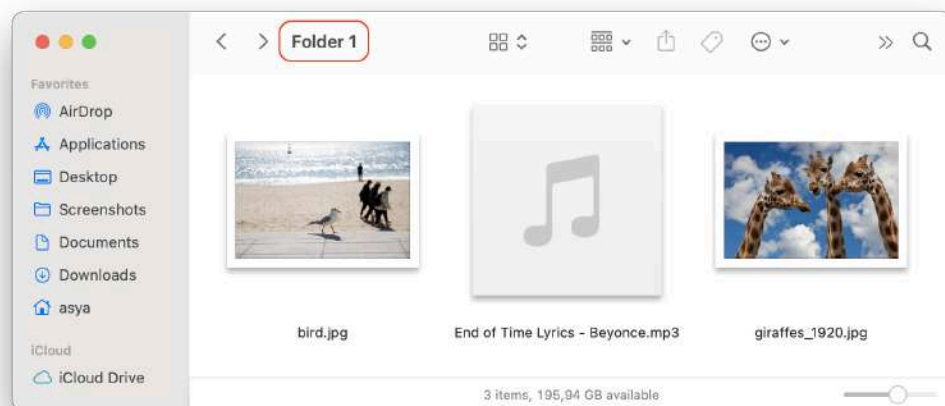 Folder 1
Favorites
AirDrop
Applications
Desktop
Screenshots
Documents
Downloads
asya
iCloud
iCloud Drive
bird.jpg
End of Time Lyrics - Beyonce.mp3
giraffes_1920.jpg
3 items, 195,94 GB available